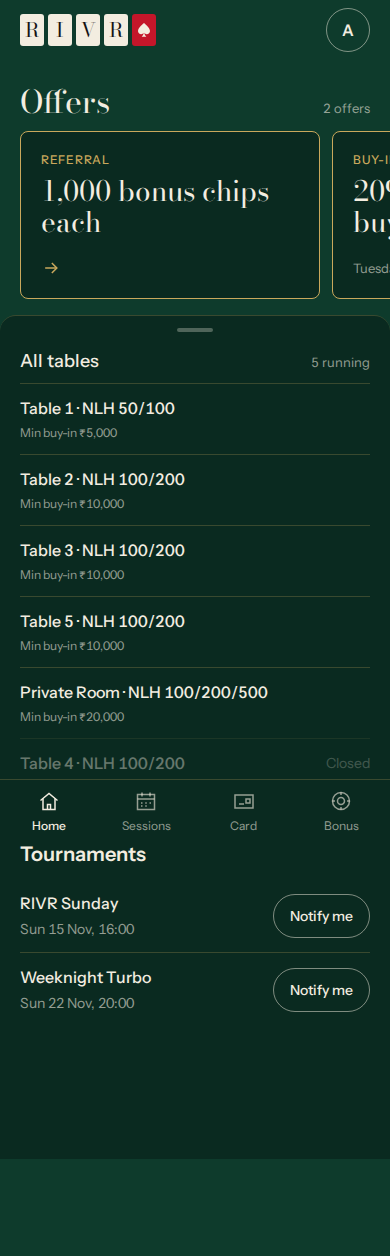 RIVR
A
Offers
2 offers
REFERRAL
1,000 bonus chips
each
→
Tuesd
All tables
5 running
Table 1 · NLH 50/100
Min buy-in ₹5,000
Table 2 · NLH 100/200
Min buy-in ₹10,000
Table 3 · NLH 100/200
Min buy-in ₹10,000
Table 5 · NLH 100/200
Min buy-in ₹10,000
Private Room · NLH 100/200/500
Min buy-in ₹20,000
Table 4 · NLH 100/200
Closed
Home
Sessions
Card
Bonus
Tournaments
RIVR Sunday
Sun 15 Nov, 16:00
Notify me
Weeknight Turbo
Sun 22 Nov, 20:00
Notify me